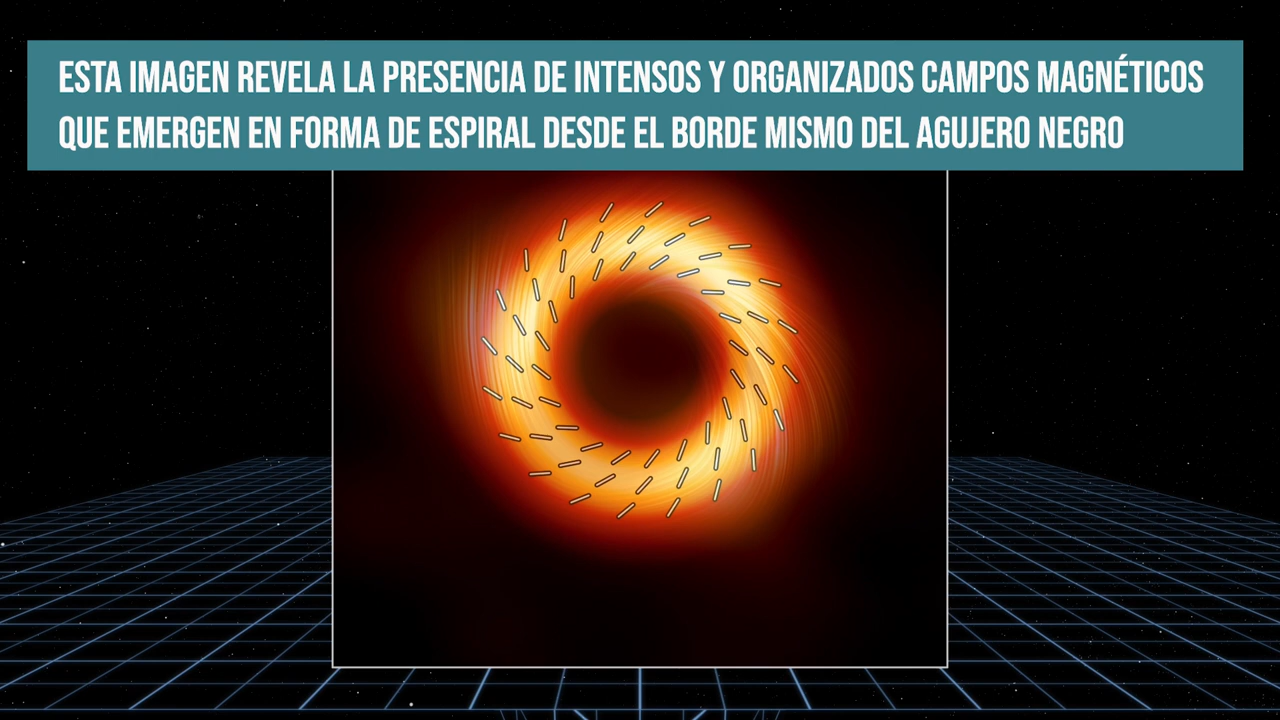 ESTA IMAGEN REVELA LA PRESENCIA DE INTENSOS Y ORGANIZADOS CAMPOS MAGNÉTICOS
QUE EMERGEN EN FORMA DE ESPIRAL DESDE EL BORDE MISMO DEL AGUJERO NEGRO